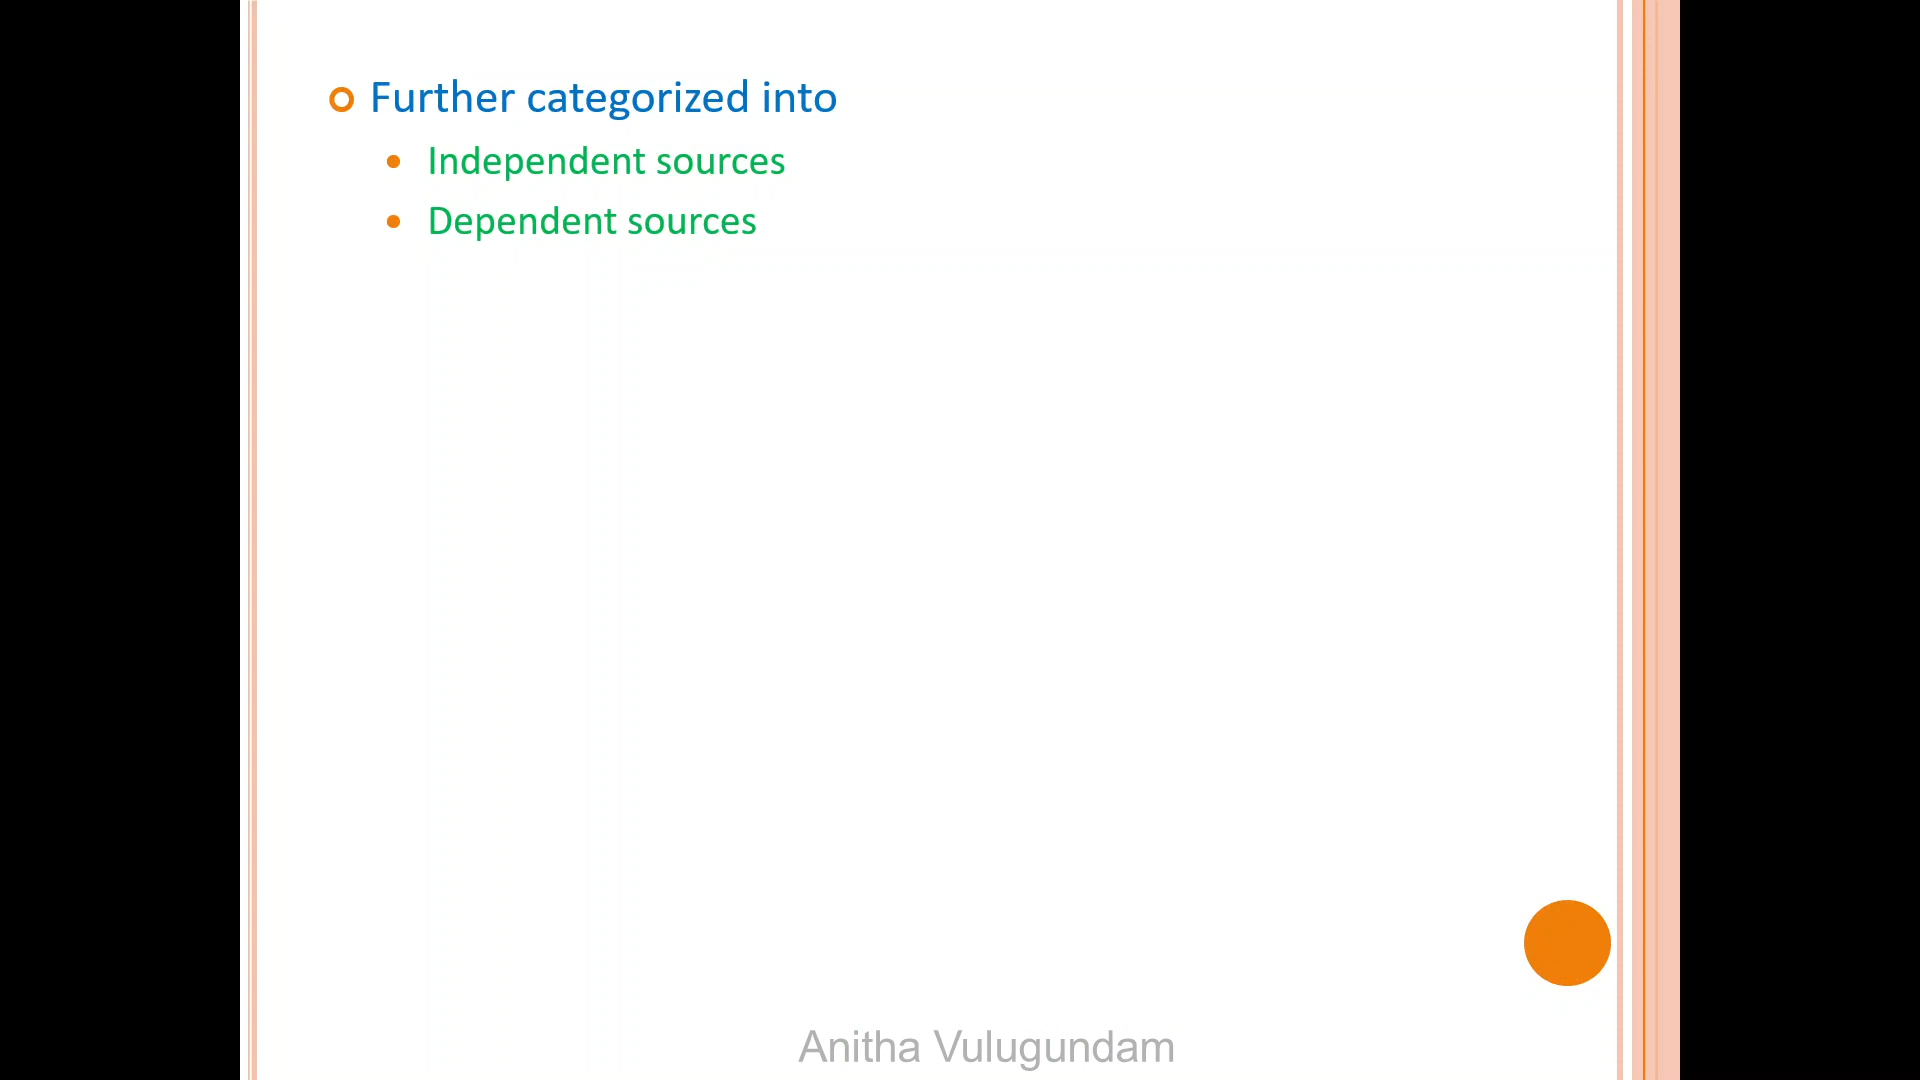 Further categorized into
Independent sources
Dependent sources
Anitha Vulugundam